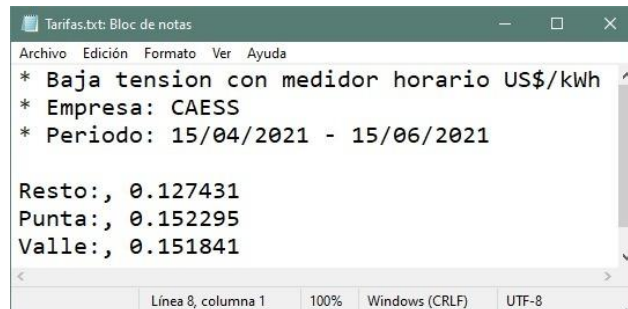 Tarifas.txt: Bloc de notas
Archivo Edición Formato Ver Ayuda
* Baja tension con medidor horario US$/kWh
* Empresa: CAESS
* Periodo: 15/04/2021 - 15/06/2021
Resto:, 0.127431
Punta:, 0.152295
Valle:, 0.151841
Línea 8, columna 1 100% Windows (CRLF) UTF-8